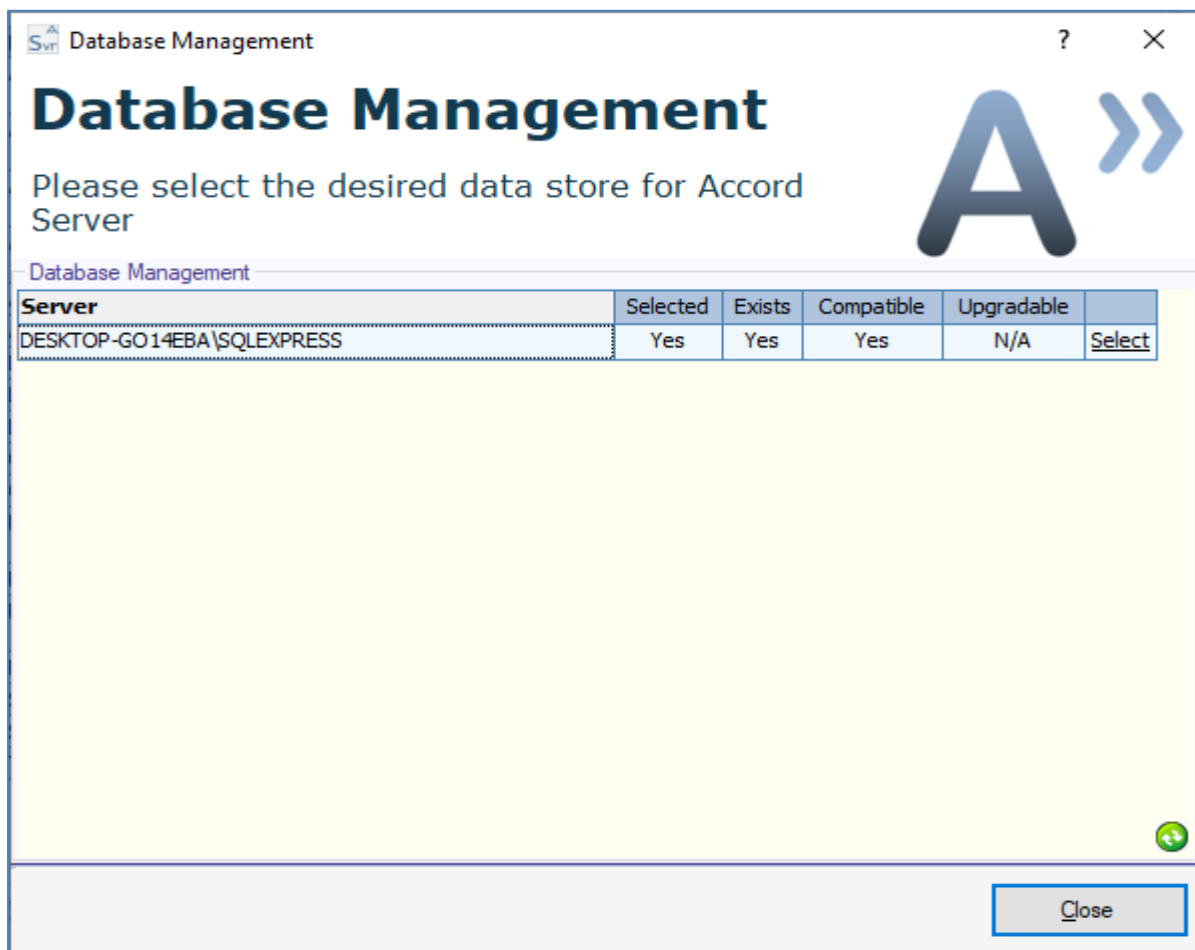 SvrA Database Management ?
Database Management
Please select the desired data store for Accord
Server
A
Database Management
Server Selected Exists Compatible Upgradable
DESKTOP-GO14EBA\SQLEXPRESS Yes Yes Yes N/A Select
Close